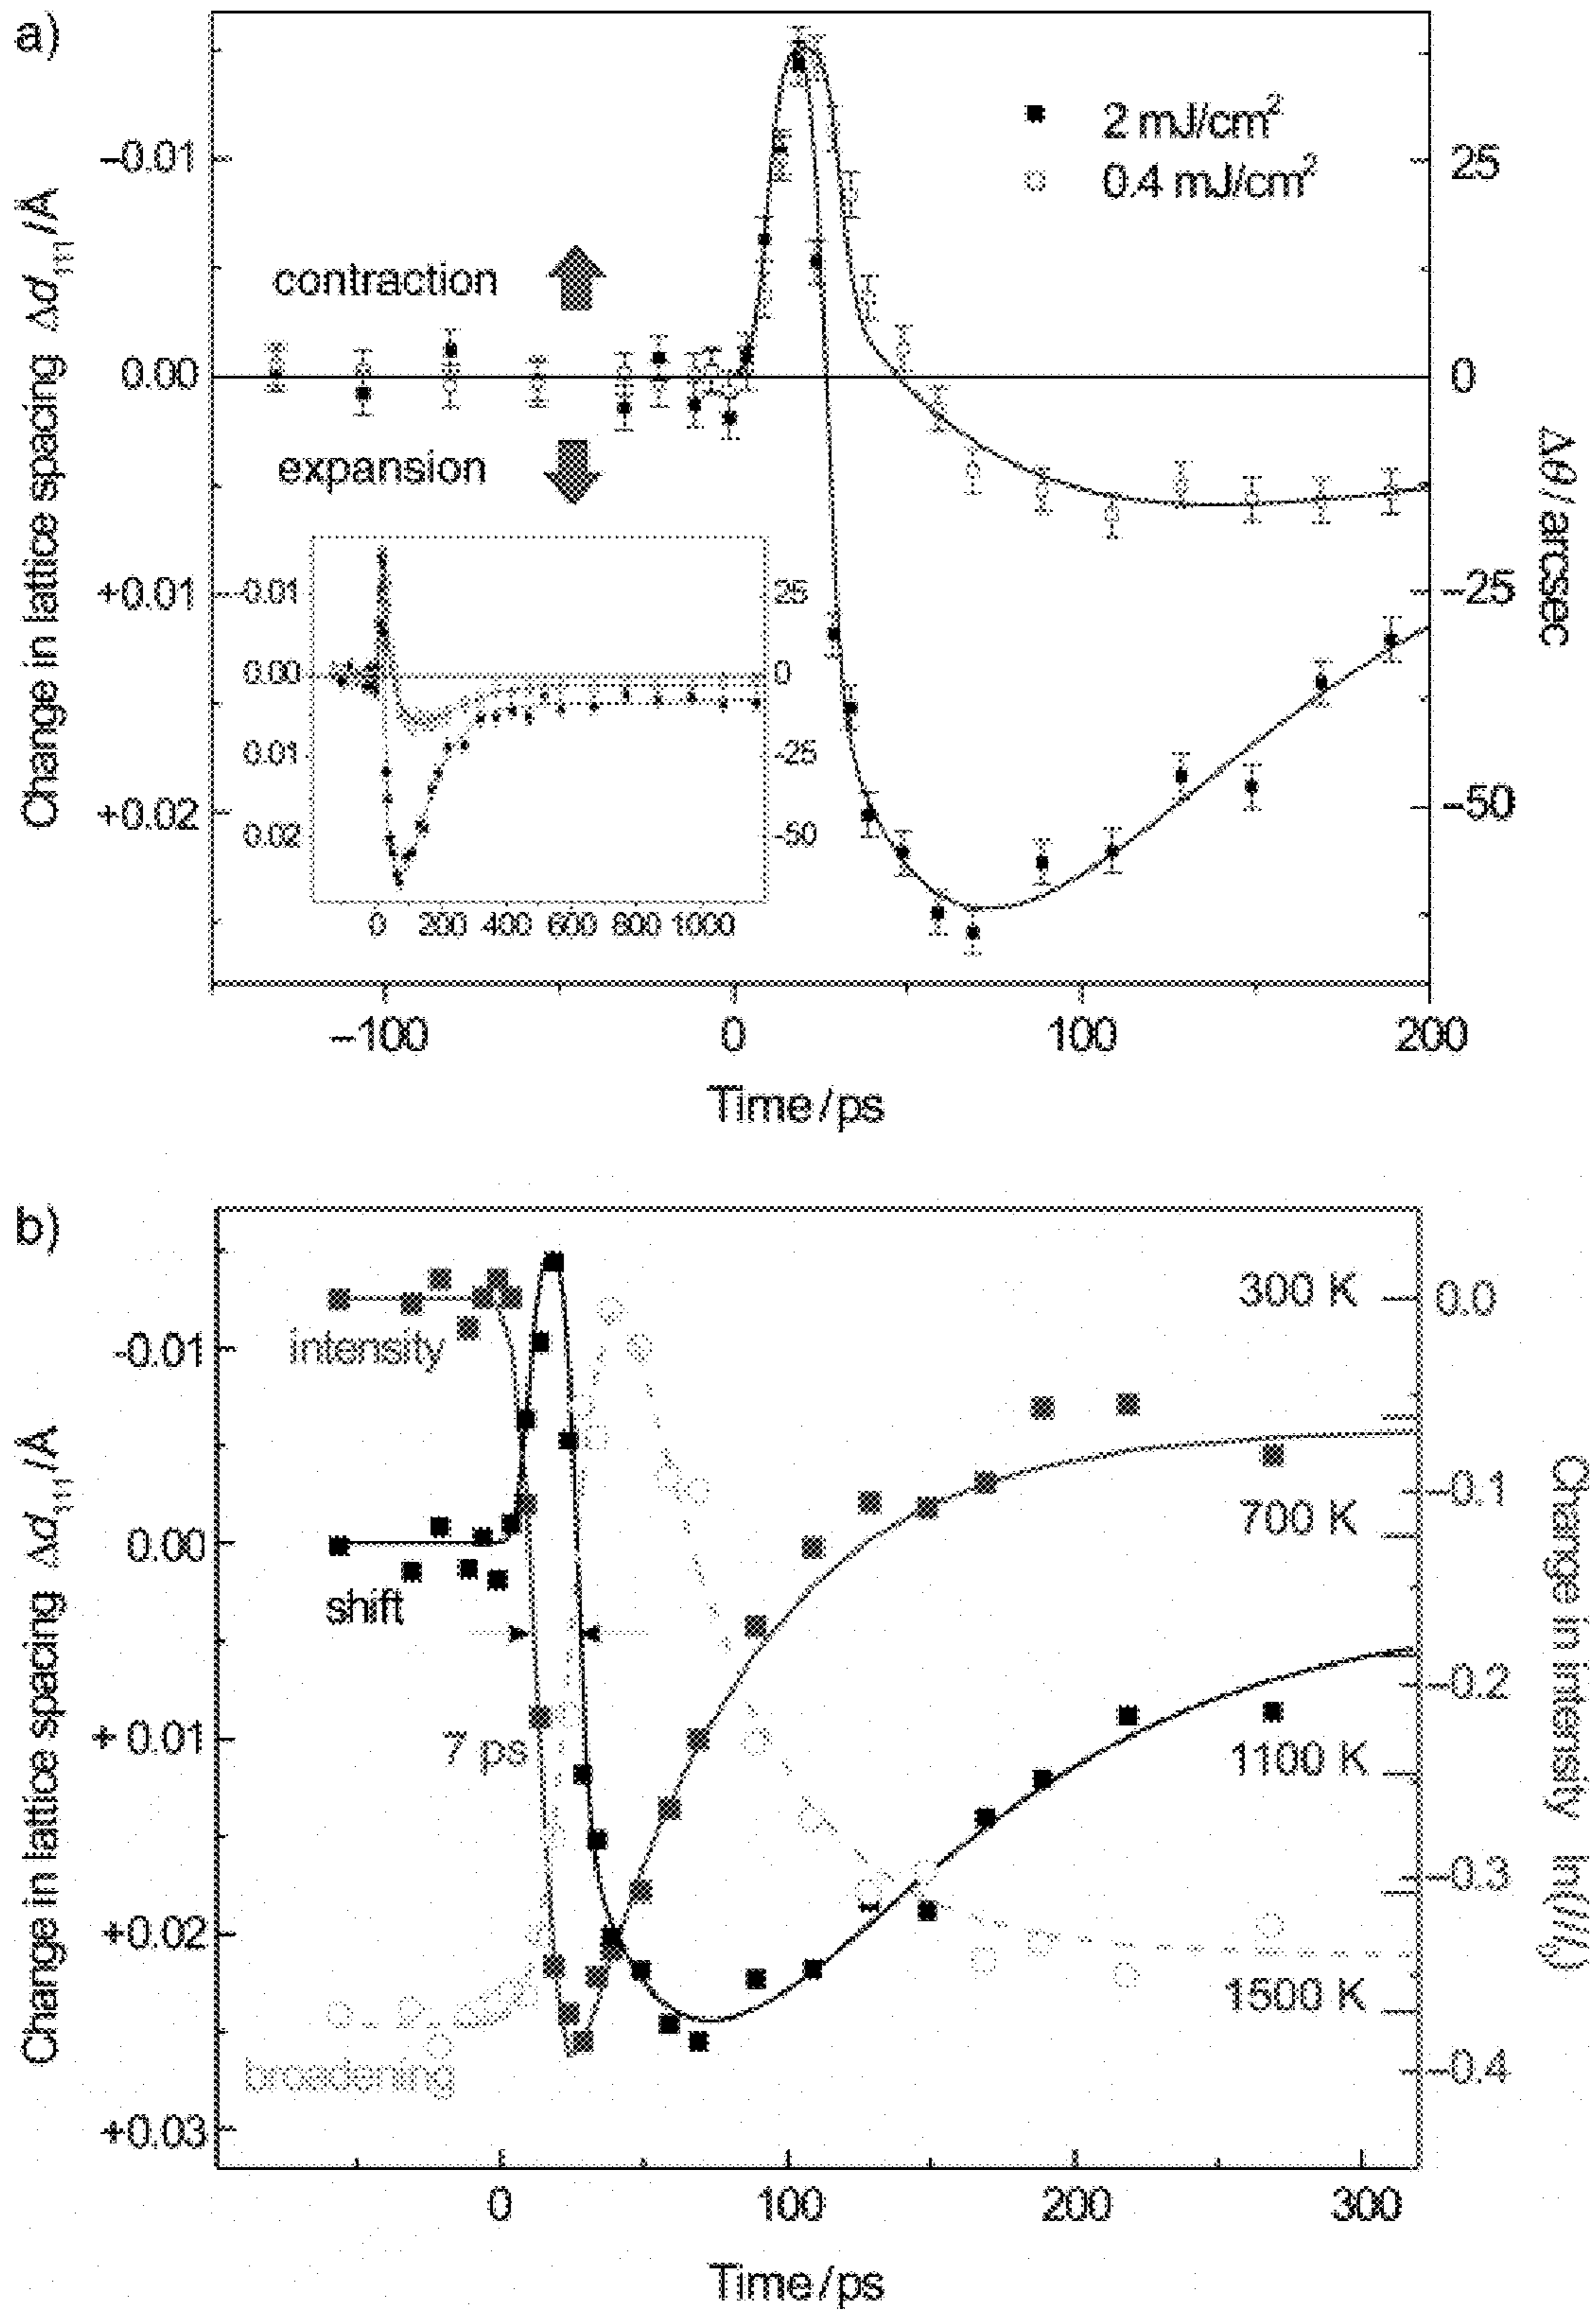 a)
2 mJ/cm²
0.4 mJ/cm²
contraction
expansion
Change in lattice spacing Δd₁₁₁/Å
–0.01
0.00
+0.01
+0.02
25
0
-25
-50
Δθ/arcsec
-0.01
0.00
0.01
0.02
25
0
-25
-50
0 200 400 600 800 1000
–100 0 100 200
Time/ps
b)
Change in lattice spacing Δd₁₁₁/Å
-0.01
0.00
+0.01
+0.02
+0.03
intensity
shift
7 ps
broadening
300 K
700 K
1100 K
1500 K
0.0
-0.1
-0.2
-0.3
-0.4
Change in intensity ln(I/I₀)
0 100 200 300
Time/ps